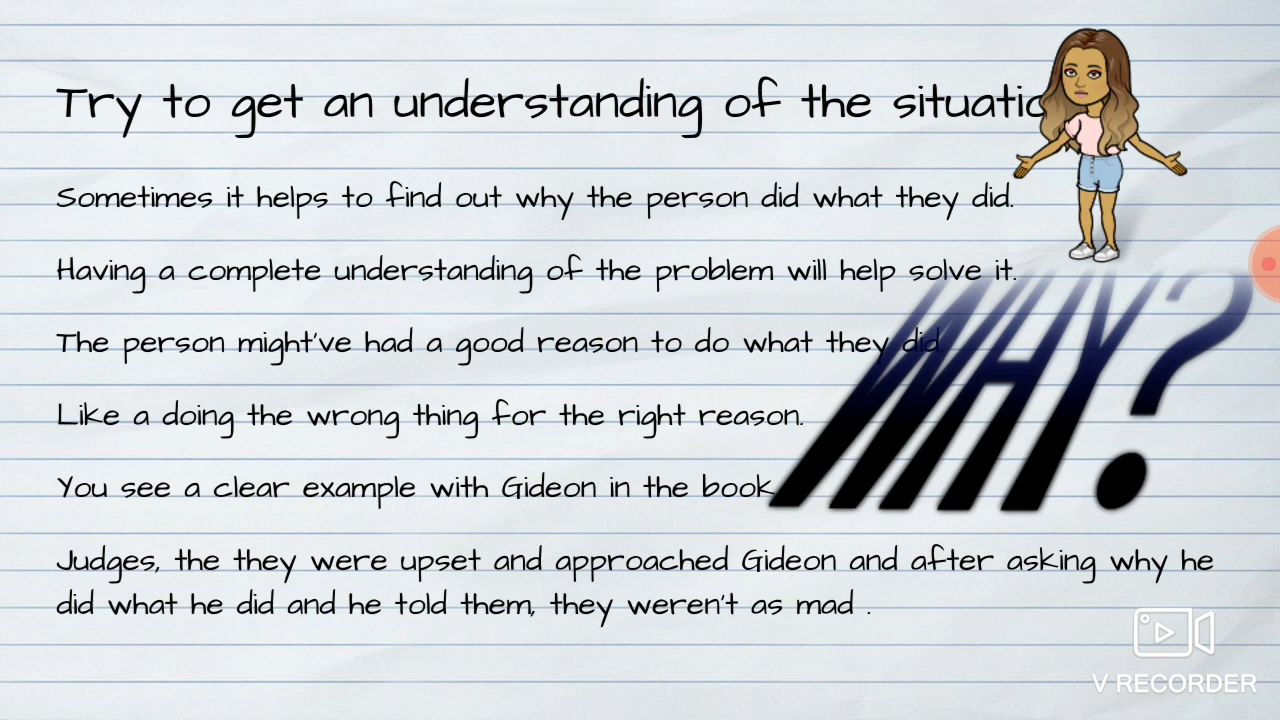 Try to get an understanding of the situatio
Sometimes it helps to find out why the person did what they did.
Having a complete understanding of the problem will help solve it.
The person might've had a good reason to do what they did.
Like a doing the wrong thing for the right reason.
You see a clear example with Gideon in the book
WHY?
Judges, the they were upset and approached Gideon and after asking why he
did what he did and he told them, they weren't as mad .
V RECORDER